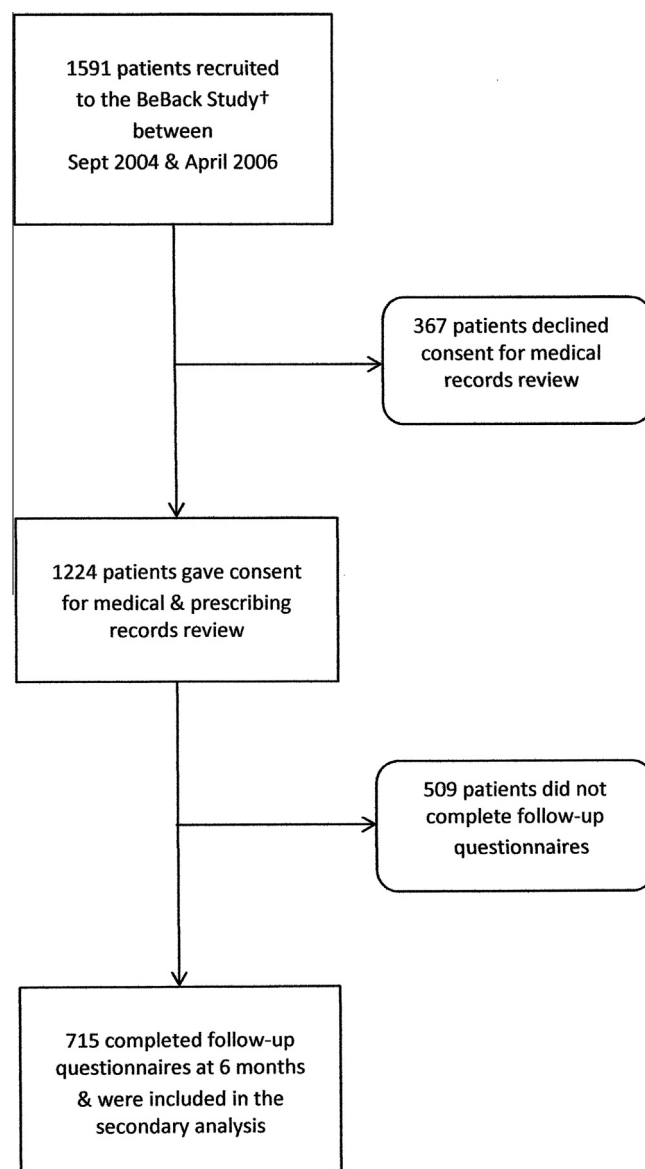 1591 patients recruited
to the BeBack Study†
between
Sept 2004 & April 2006
367 patients declined
consent for medical
records review
1224 patients gave consent
for medical & prescribing
records review
509 patients did not
complete follow-up
questionnaires
715 completed follow-up
questionnaires at 6 months
& were included in the
secondary analysis